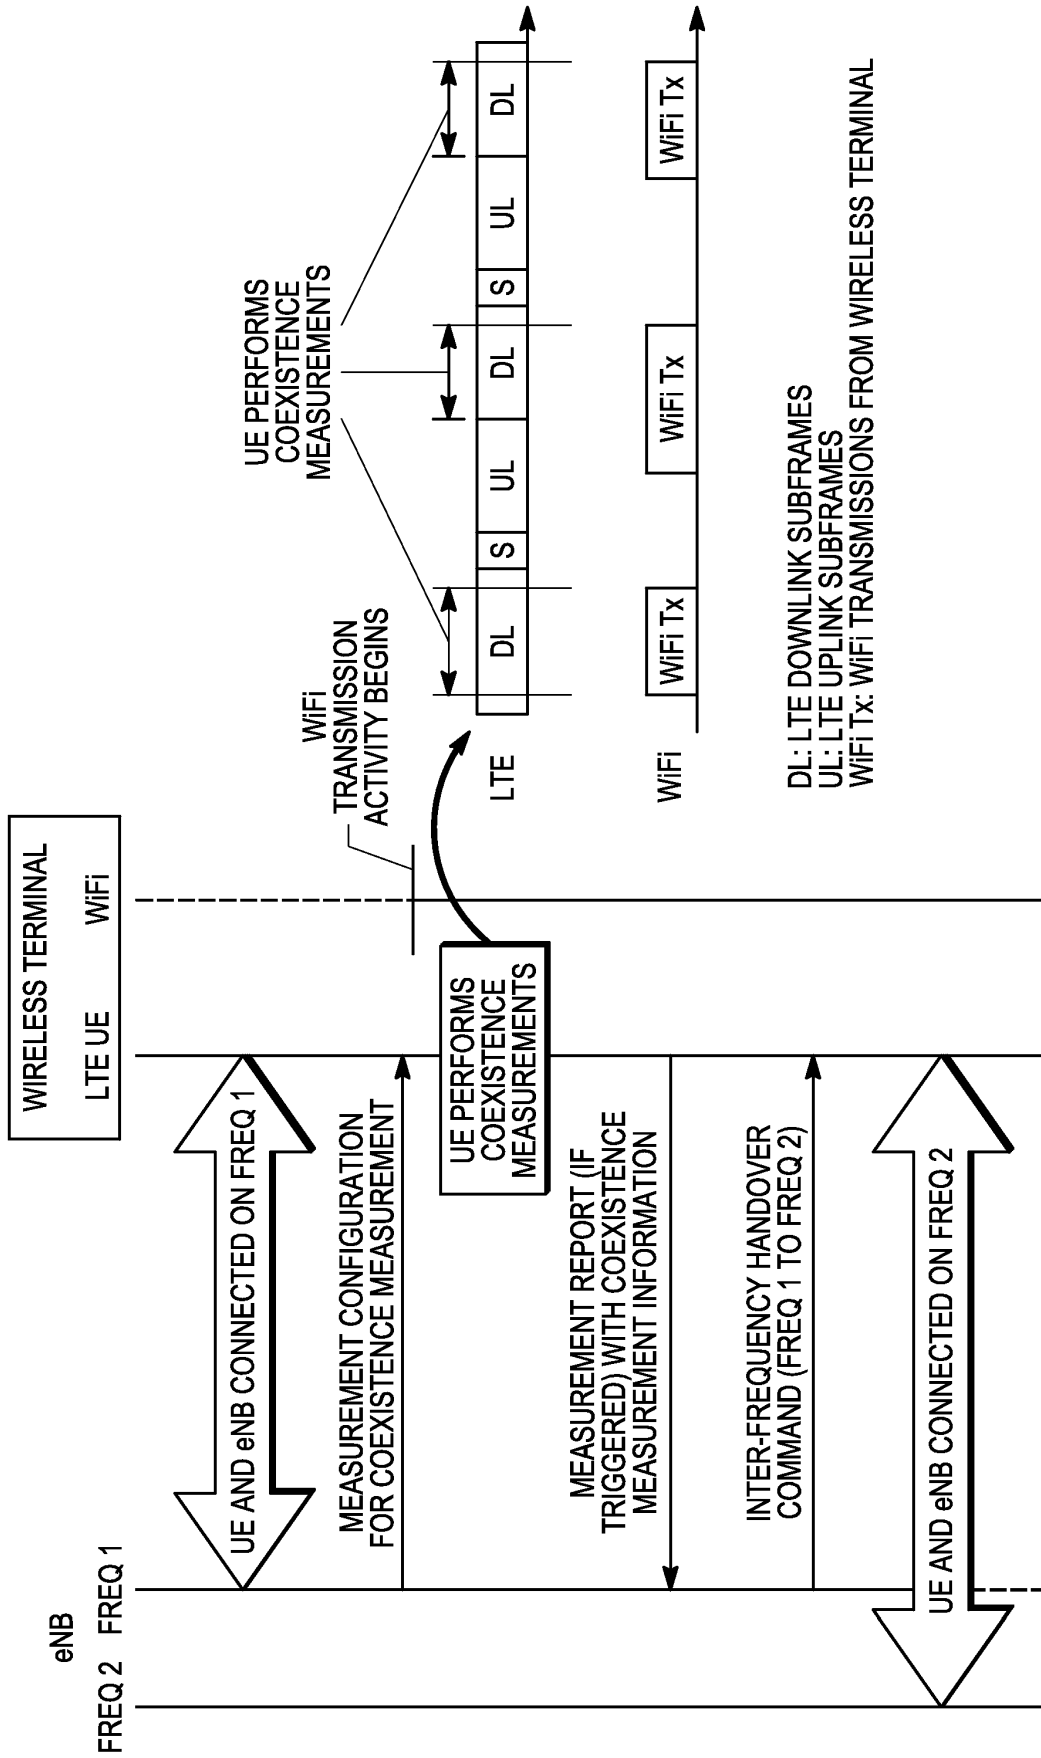 eNB
FREQ 2 FREQ 1
WIRELESS TERMINAL
LTE UE WiFi
UE AND eNB CONNECTED ON FREQ 1
MEASUREMENT CONFIGURATION
FOR COEXISTENCE MEASUREMENT
WiFi
TRANSMISSION
ACTIVITY BEGINS
UE PERFORMS
COEXISTENCE
MEASUREMENTS
MEASUREMENT REPORT (IF
TRIGGERED) WITH COEXISTENCE
MEASUREMENT INFORMATION
INTER-FREQUENCY HANDOVER
COMMAND (FREQ 1 TO FREQ 2)
UE AND eNB CONNECTED ON FREQ 2
UE PERFORMS
COEXISTENCE
MEASUREMENTS
LTE
DL S UL DL S UL DL
WiFi
WiFi Tx WiFi Tx WiFi Tx
DL: LTE DOWNLINK SUBFRAMES
UL: LTE UPLINK SUBFRAMES
WiFi Tx: WiFi TRANSMISSIONS FROM WIRELESS TERMINAL